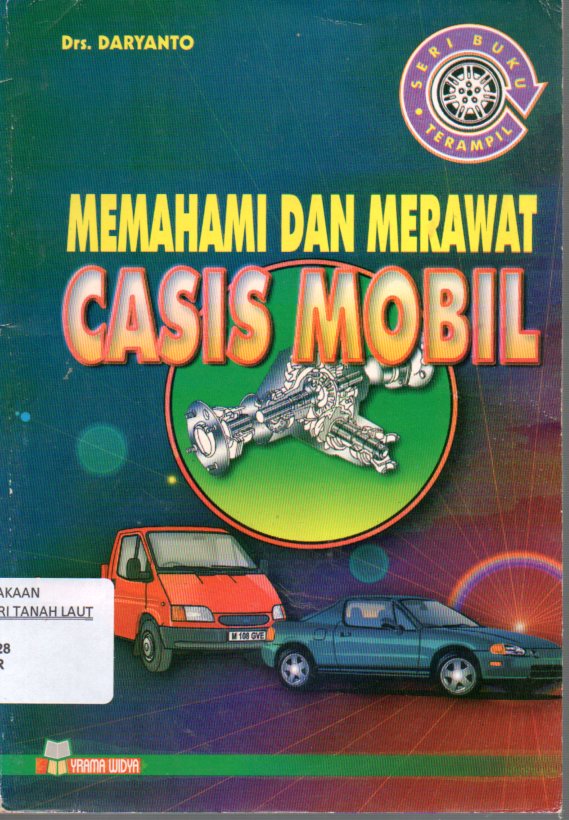 Drs. DARYANTO
SERI BUKU
• TERAMPIL •
MEMAHAMI DAN MERAWAT
CASIS MOBIL
M 108 GVE
AKAAN
RI TANAH LAUT
28
R
YRAMA WIDYA